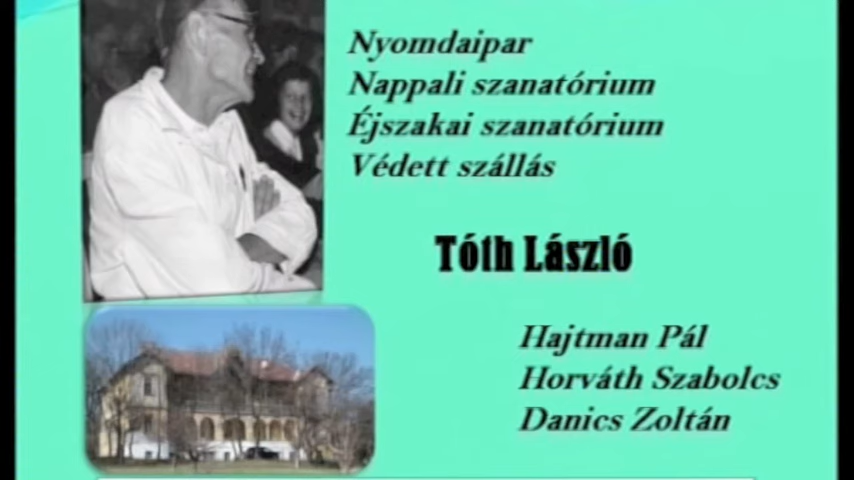 Nyomdaipar
Nappali szanatórium
Éjszakai szanatórium
Védett szállás
Tóth László
Hajtman Pál
Horváth Szabolcs
Danics Zoltán